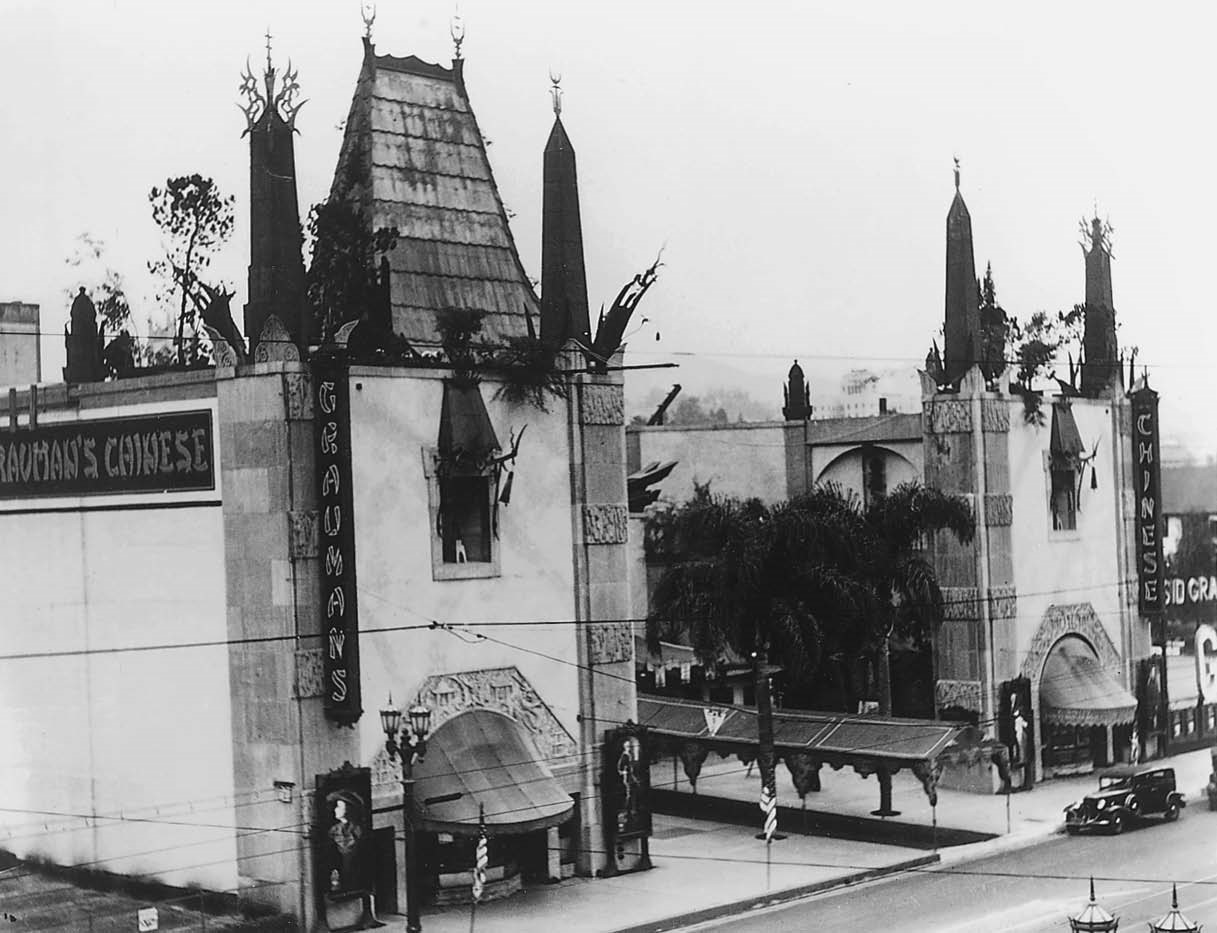 RAUMAN'S CHINESE
GRAUMANS
CHINESE
SID GRA
C